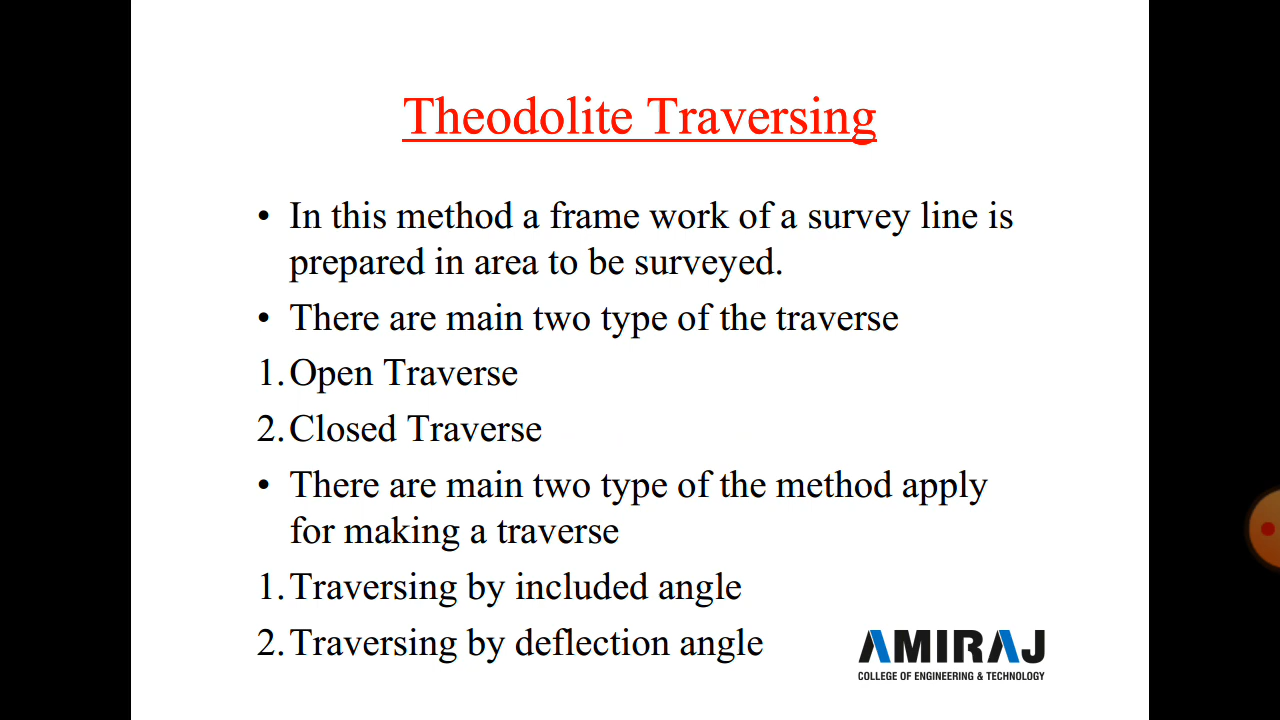 Theodolite Traversing
• In this method a frame work of a survey line is
prepared in area to be surveyed.
• There are main two type of the traverse
1. Open Traverse
2. Closed Traverse
• There are main two type of the method apply
for making a traverse
1. Traversing by included angle
2. Traversing by deflection angle
AMIRAJ
COLLEGE OF ENGINEERING & TECHNOLOGY